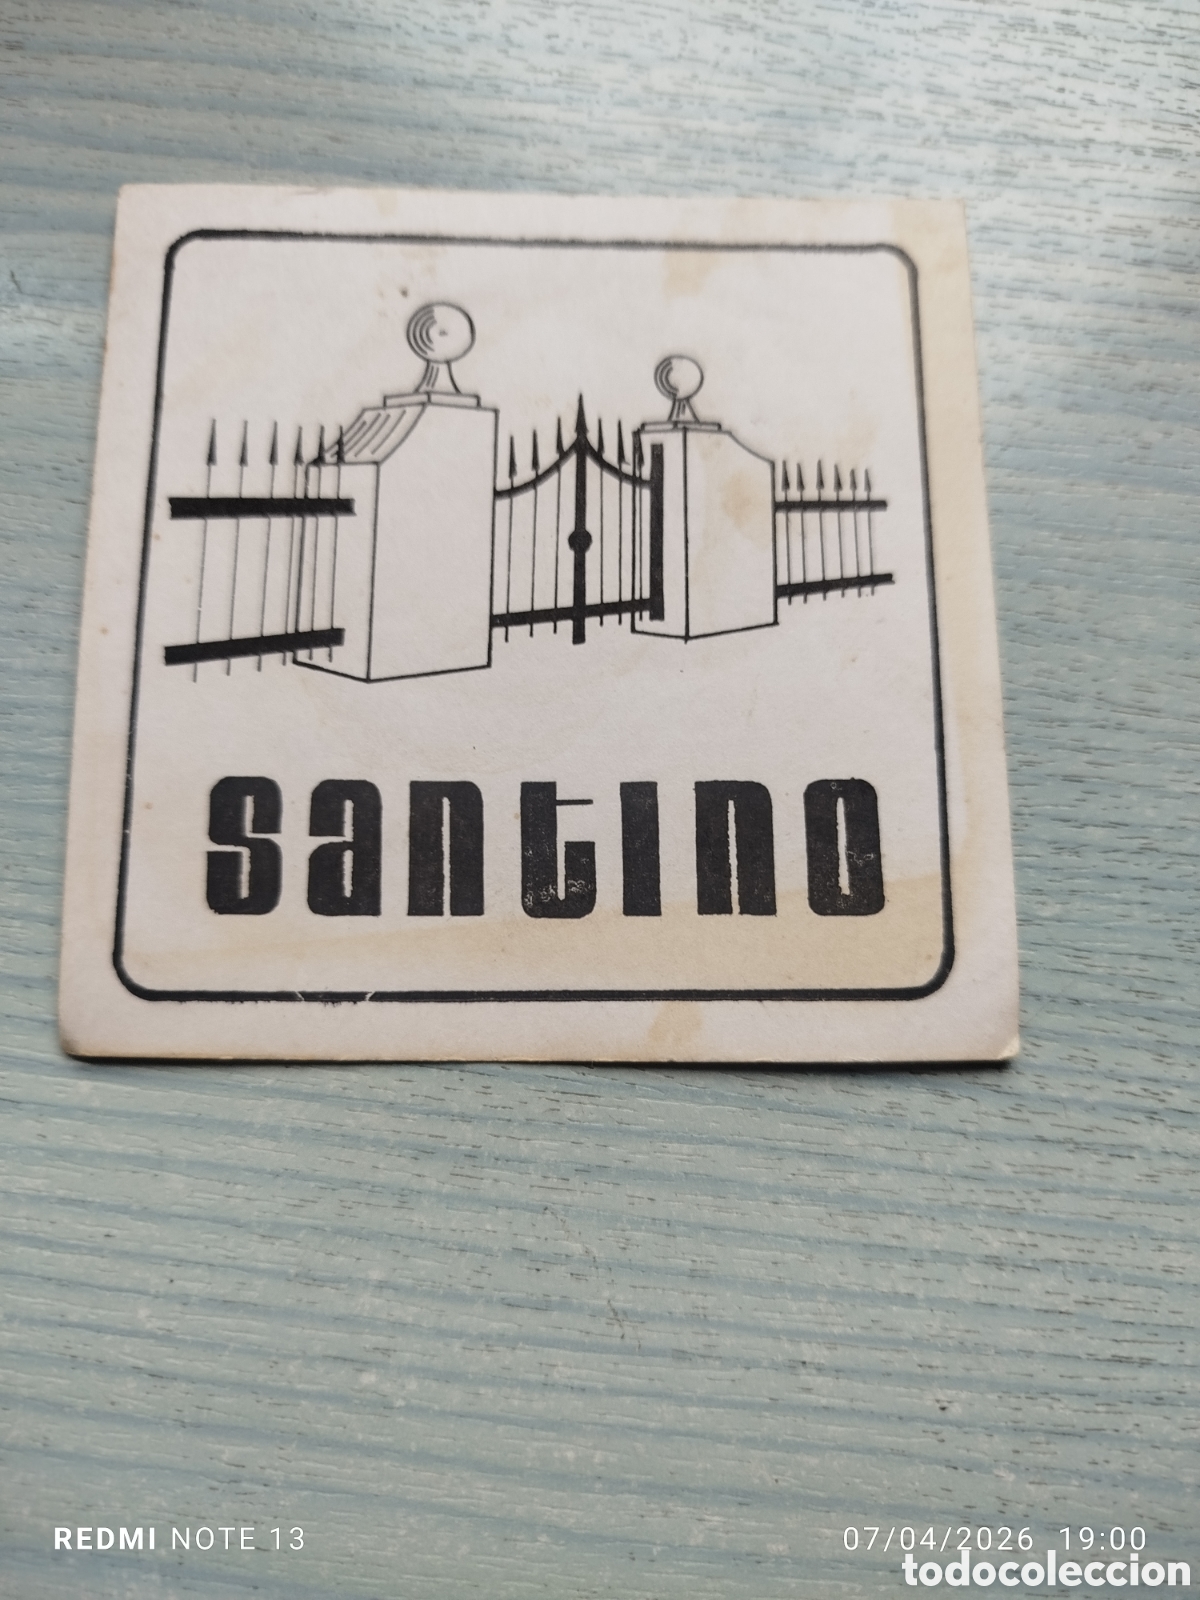 santino
REDMI NOTE 13
07/04/2026 19:00
todocoleccion